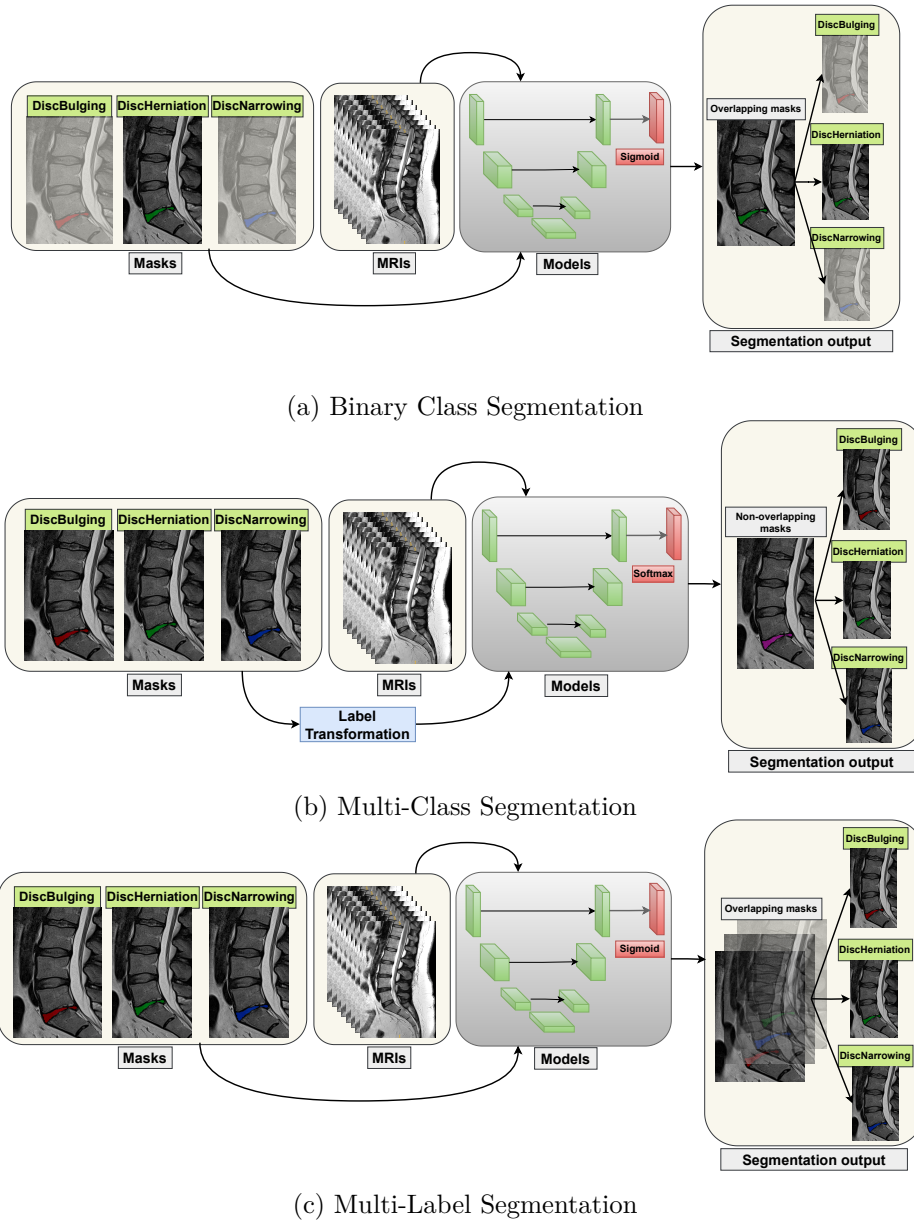 DiscBulging
DiscBulging DiscHerniation DiscNarrowing
Overlapping masks
DiscHerniation
Sigmoid
DiscNarrowing
Masks
MRIs
Models
Segmentation output
(a) Binary Class Segmentation
DiscBulging
DiscBulging DiscHerniation DiscNarrowing
Non-overlapping
masks
DiscHerniation
Softmax
DiscNarrowing
Masks
MRIs
Models
Label
Transformation
Segmentation output
(b) Multi-Class Segmentation
DiscBulging
DiscBulging DiscHerniation DiscNarrowing
Overlapping masks
DiscHerniation
Sigmoid
DiscNarrowing
Masks
MRIs
Models
Segmentation output
(c) Multi-Label Segmentation